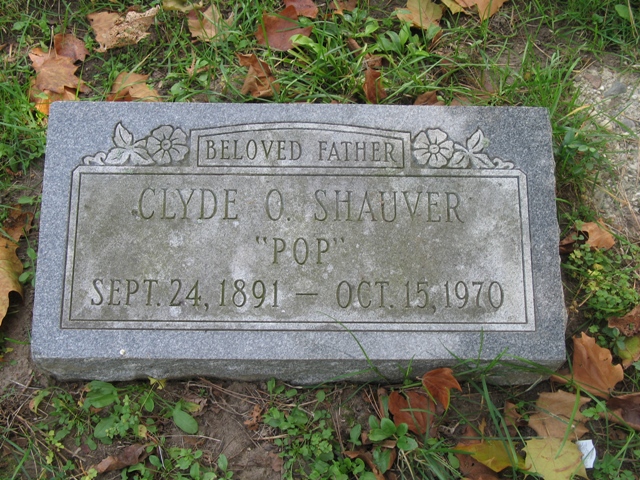 BELOVED FATHER
CLYDE O. SHAUVER
"POP"
SEPT. 24, 1891 — OCT. 15, 1970